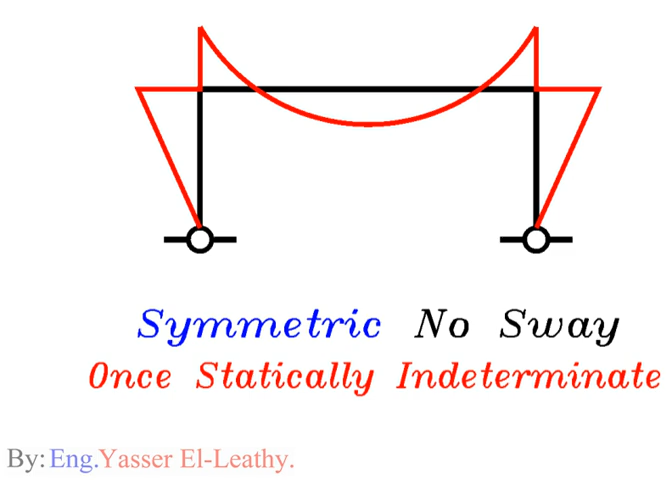 Symmetric No Sway
Once Statically Indeterminate
By: Eng.Yasser El-Leathy.